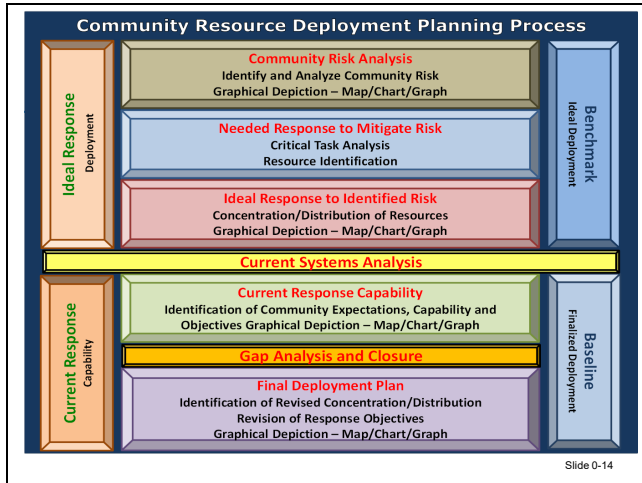 Community Resource Deployment Planning Process
Ideal Response
Deployment
Community Risk Analysis
Identify and Analyze Community Risk
Graphical Depiction – Map/Chart/Graph
Needed Response to Mitigate Risk
Critical Task Analysis
Resource Identification
Ideal Response to Identified Risk
Concentration/Distribution of Resources
Graphical Depiction – Map/Chart/Graph
Benchmark
Ideal Deployment
Current Systems Analysis
Current Response
Capability
Current Response Capability
Identification of Community Expectations, Capability and
Objectives Graphical Depiction – Map/Chart/Graph
Gap Analysis and Closure
Final Deployment Plan
Identification of Revised Concentration/Distribution
Revision of Response Objectives
Graphical Depiction – Map/Chart/Graph
Baseline
Finalized Deployment
Slide 0-14